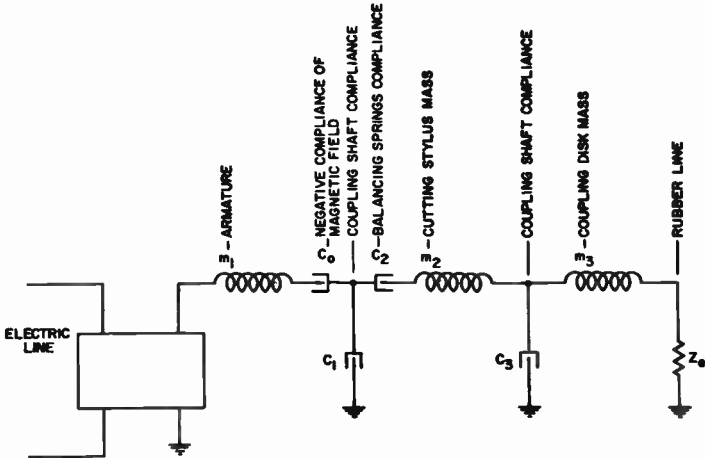 m₁-ARMATURE
C₀-NEGATIVE COMPLIANCE OF
MAGNETIC FIELD
COUPLING SHAFT COMPLIANCE
C₂-BALANCING SPRINGS COMPLIANCE
m₂-CUTTING STYLUS MASS
COUPLING SHAFT COMPLIANCE
m₃-COUPLING DISK MASS
RUBBER LINE
ELECTRIC
LINE
C₁
C₃
Z₀